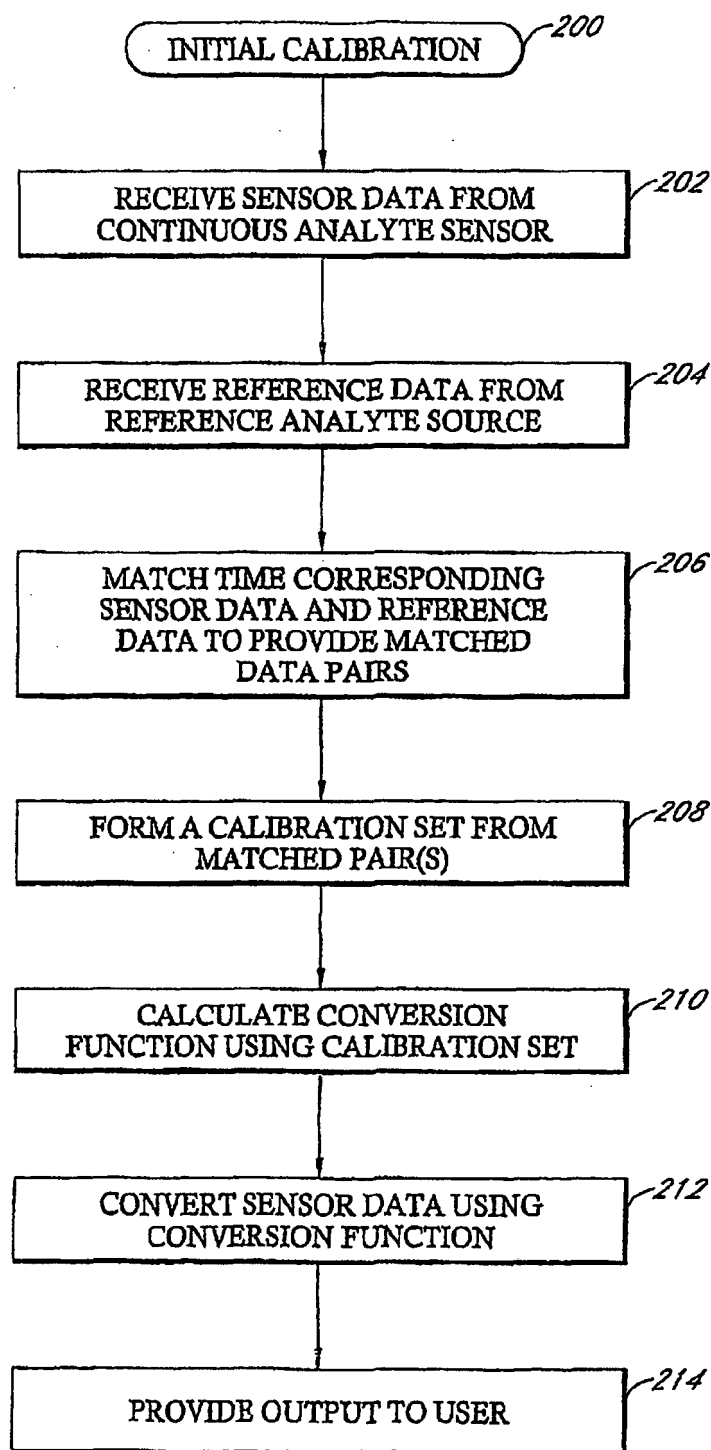 200
INITIAL CALIBRATION
202
RECEIVE SENSOR DATA FROM
CONTINUOUS ANALYTE SENSOR
204
RECEIVE REFERENCE DATA FROM
REFERENCE ANALYTE SOURCE
206
MATCH TIME CORRESPONDING
SENSOR DATA AND REFERENCE
DATA TO PROVIDE MATCHED
DATA PAIRS
208
FORM A CALIBRATION SET FROM
MATCHED PAIR(S)
210
CALCULATE CONVERSION
FUNCTION USING CALIBRATION SET
212
CONVERT SENSOR DATA USING
CONVERSION FUNCTION
214
PROVIDE OUTPUT TO USER